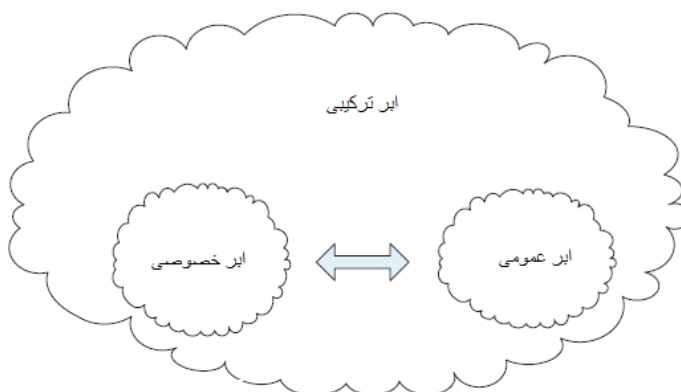 ابر ترکیبی
ابر عمومی
ابر خصوصی